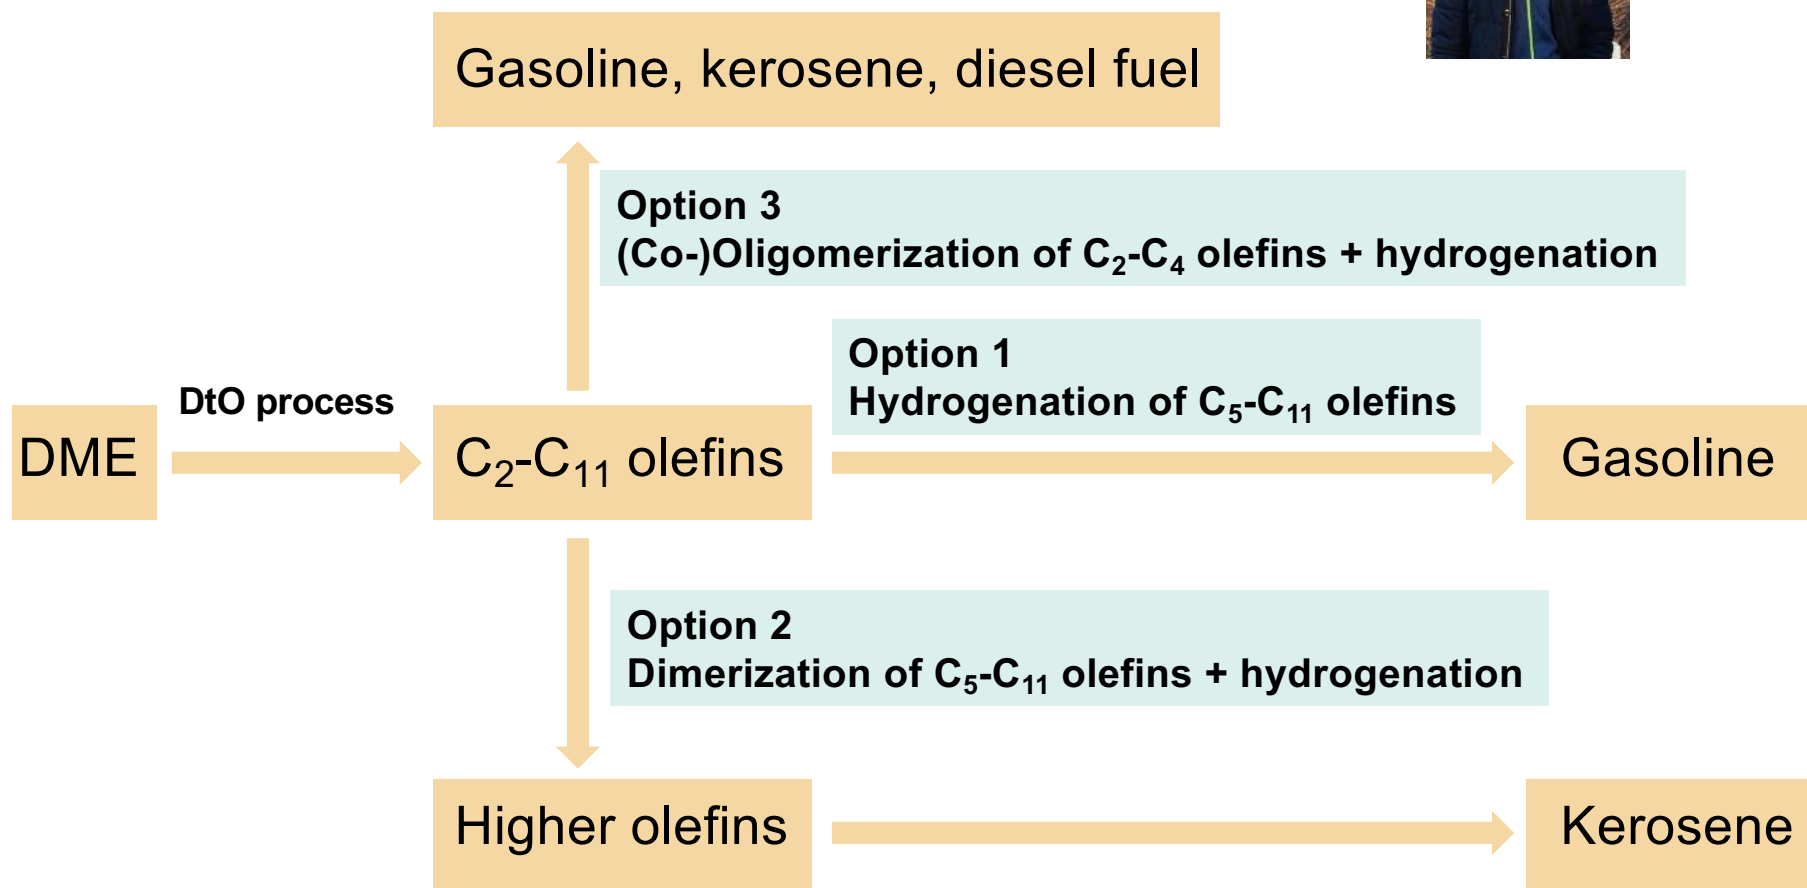 Gasoline, kerosene, diesel fuel
Option 3
(Co-)Oligomerization of C₂-C₄ olefins + hydrogenation
Option 1
Hydrogenation of C₅-C₁₁ olefins
DtO process
DME
C₂-C₁₁ olefins
Gasoline
Option 2
Dimerization of C₅-C₁₁ olefins + hydrogenation
Higher olefins
Kerosene